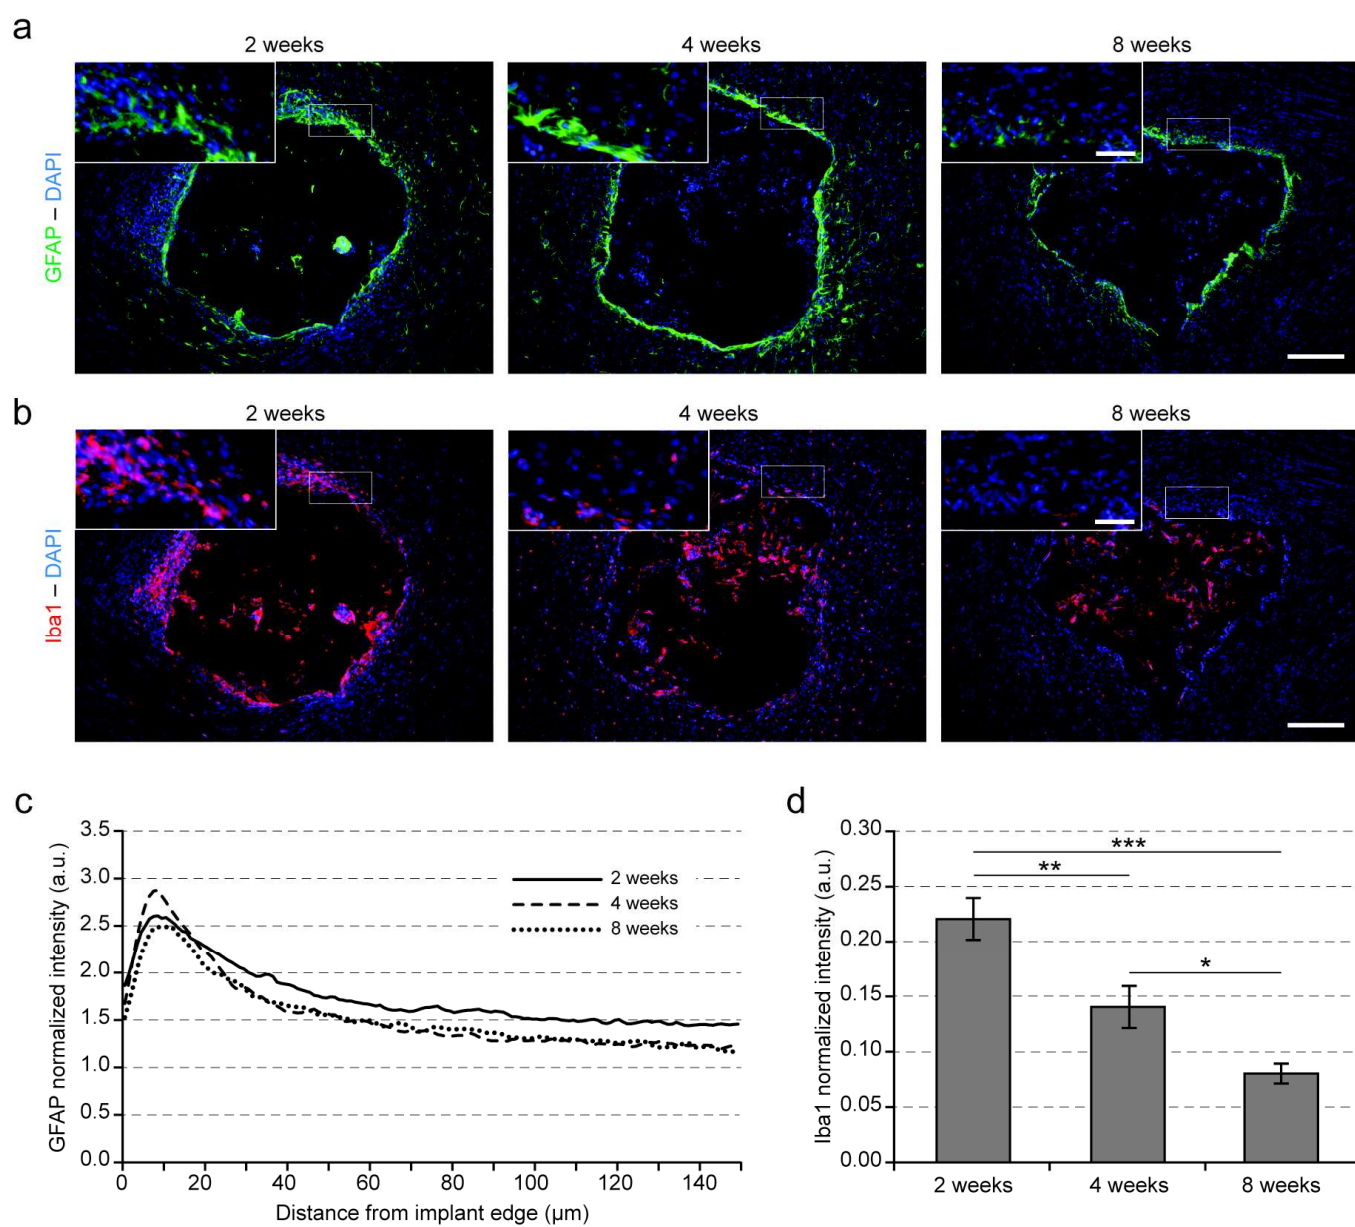 a
2 weeks
4 weeks
8 weeks
GFAP – DAPI
b
2 weeks
4 weeks
8 weeks
Iba1 – DAPI
c
GFAP normalized intensity (a.u.)
3.5
3.0
2.5
2.0
1.5
1.0
0.5
0.0
2 weeks
4 weeks
8 weeks
0 20 40 60 80 100 120 140
Distance from implant edge (µm)
d
Iba1 normalized intensity (a.u.)
0.30
0.25
0.20
0.15
0.10
0.05
0.00
***
**
*
2 weeks 4 weeks 8 weeks